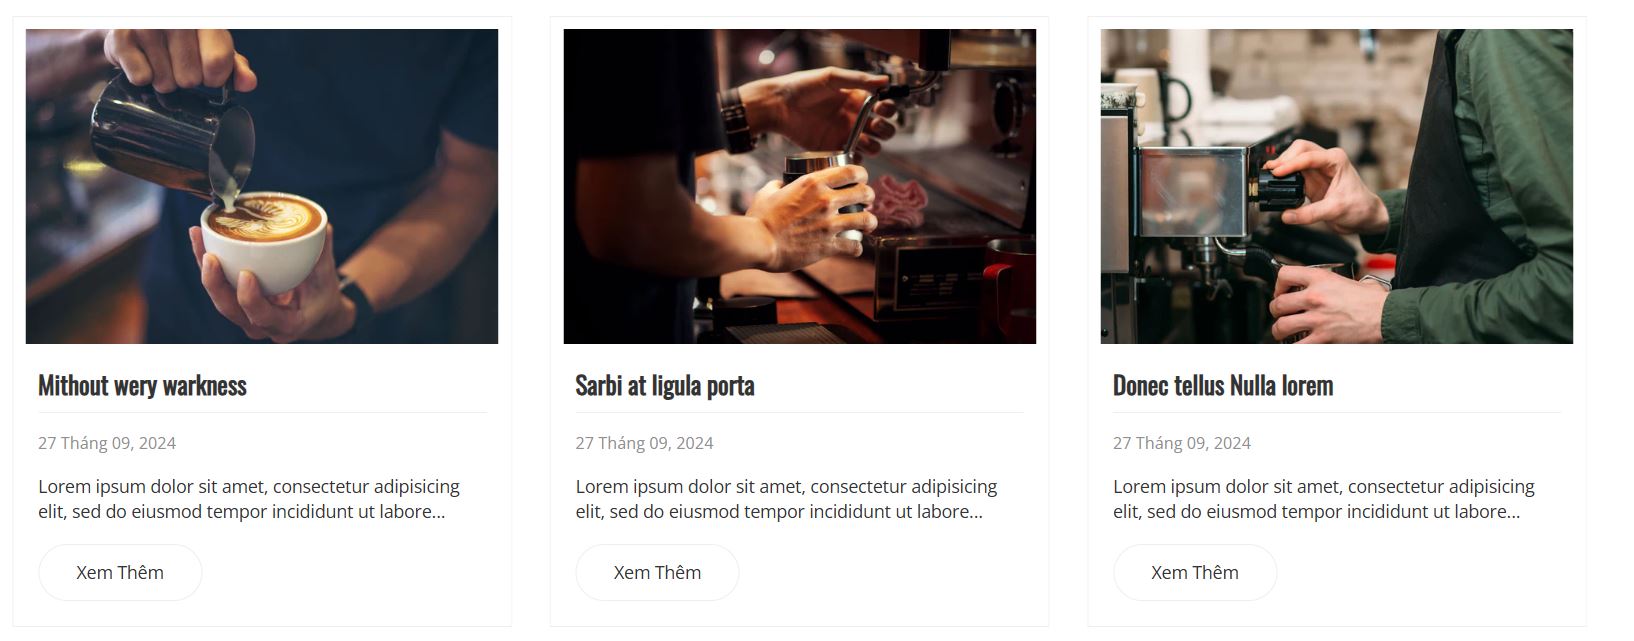 Mithout wery warkness
27 Tháng 09, 2024
Lorem ipsum dolor sit amet, consectetur adipisicing
elit, sed do eiusmod tempor incididunt ut labore...
Xem Thêm
Sarbi at ligula porta
27 Tháng 09, 2024
Lorem ipsum dolor sit amet, consectetur adipisicing
elit, sed do eiusmod tempor incididunt ut labore...
Xem Thêm
Donec tellus Nulla lorem
27 Tháng 09, 2024
Lorem ipsum dolor sit amet, consectetur adipisicing
elit, sed do eiusmod tempor incididunt ut labore...
Xem Thêm